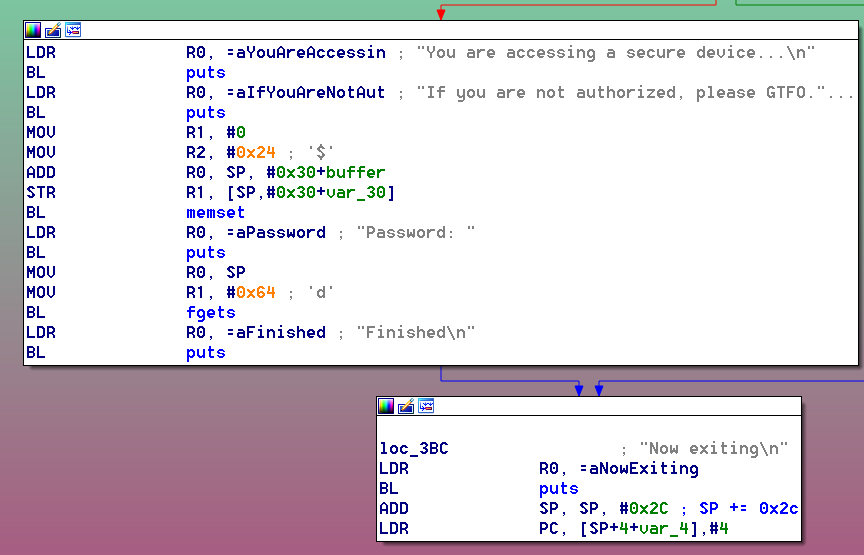 LDR R0, =aYouAreAccessin ; "You are accessing a secure device...\n"
BL puts
LDR R0, =aIfYouAreNotAut ; "If you are not authorized, please GTFO."...
BL puts
MOV R1, #0
MOV R2, #0x24 ; '$'
ADD R0, SP, #0x30+buffer
STR R1, [SP,#0x30+var_30]
BL memset
LDR R0, =aPassword ; "Password: "
BL puts
MOV R0, SP
MOV R1, #0x64 ; 'd'
BL fgets
LDR R0, =aFinished ; "Finished\n"
BL puts
loc_3BC ; "Now exiting\n"
LDR R0, =aNowExiting
BL puts
ADD SP, SP, #0x2C ; SP += 0x2c
LDR PC, [SP+4+var_4],#4